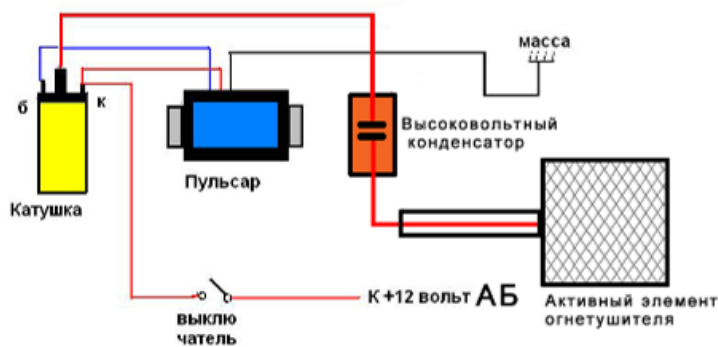 масса
б
к
Высоковольтный
конденсатор
Пульсар
Катушка
К +12 вольт АБ
выклю
чатель
Активный элемент
огнетушителя